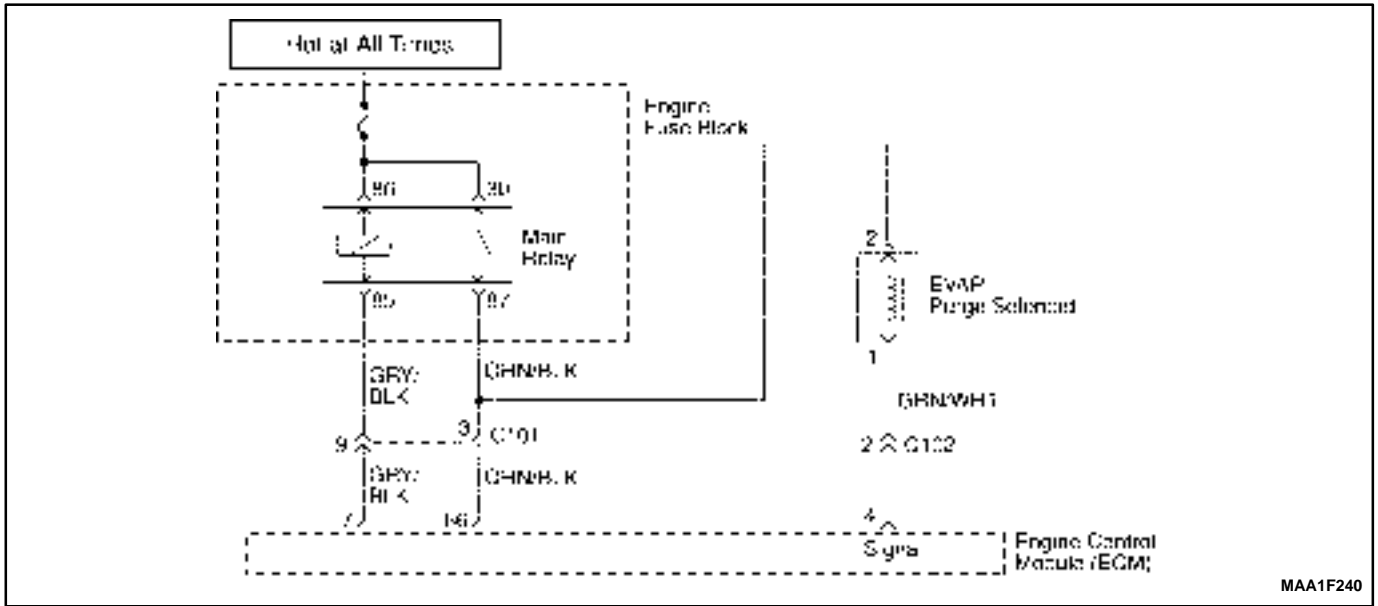 Hot at All Times
Engine
Fuse Block
86
30
Main
Relay
85
87
2
EVAP
Purge Solenoid
1
GRY/
BLK
GRN/BLK
GRN/WHT
9
3
C101
2
C102
GRY/
BLK
GRN/BLK
4
Signal
Engine Control
Module (ECM)
MAA1F240